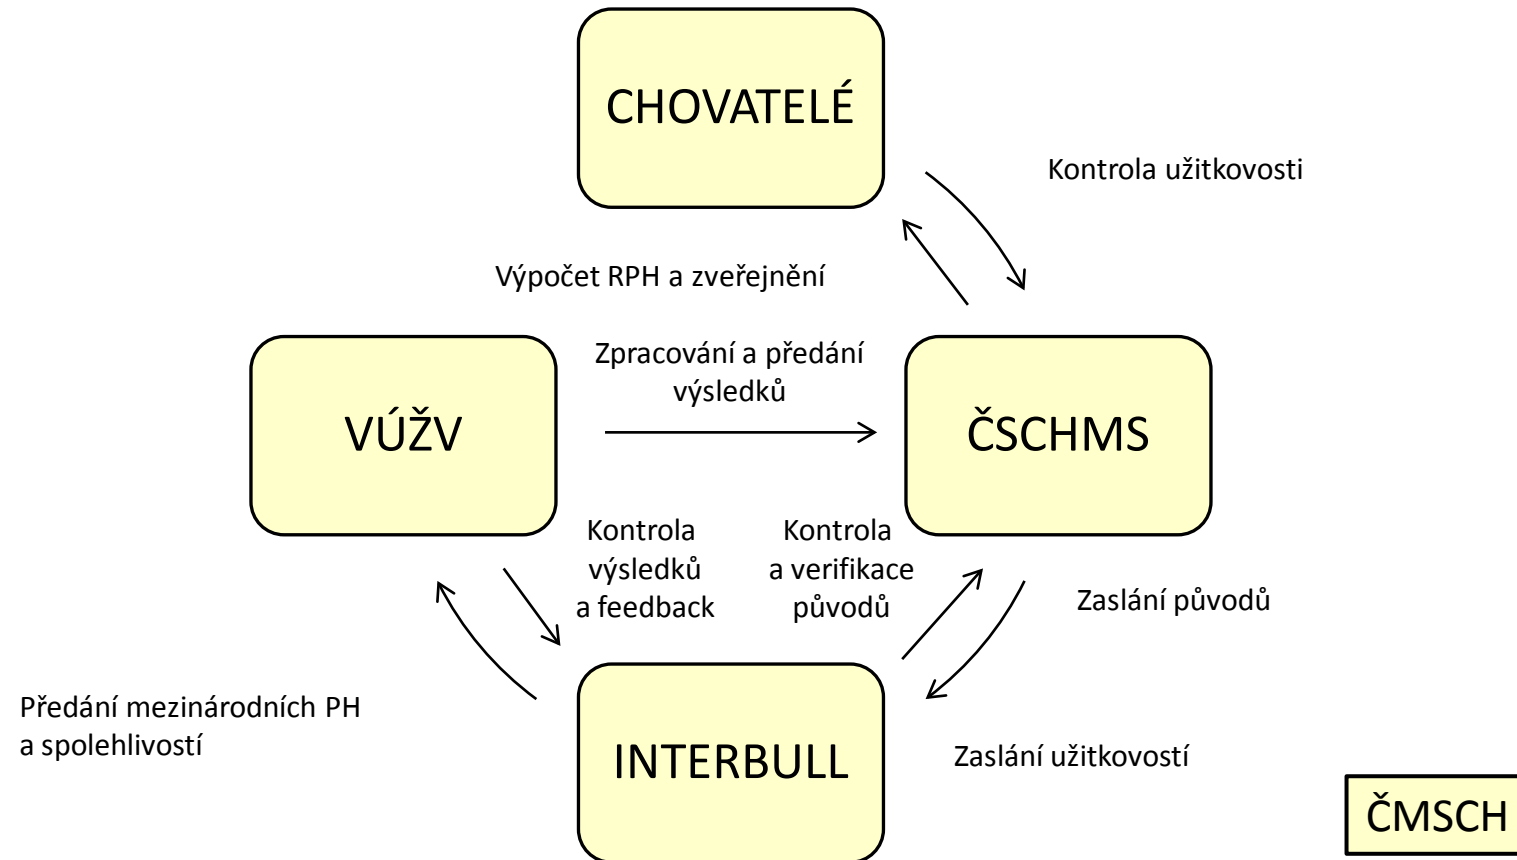 CHOVATELÉ
Kontrola užitkovosti
Výpočet RPH a zveřejnění
Zpracování a předání
výsledků
VÚŽV
ČSCHMS
Kontrola
výsledků
a feedback
Kontrola
a verifikace
původů
Zaslání původů
Předání mezinárodních PH
a spolehlivostí
INTERBULL
Zaslání užitkovostí
ČMSCH